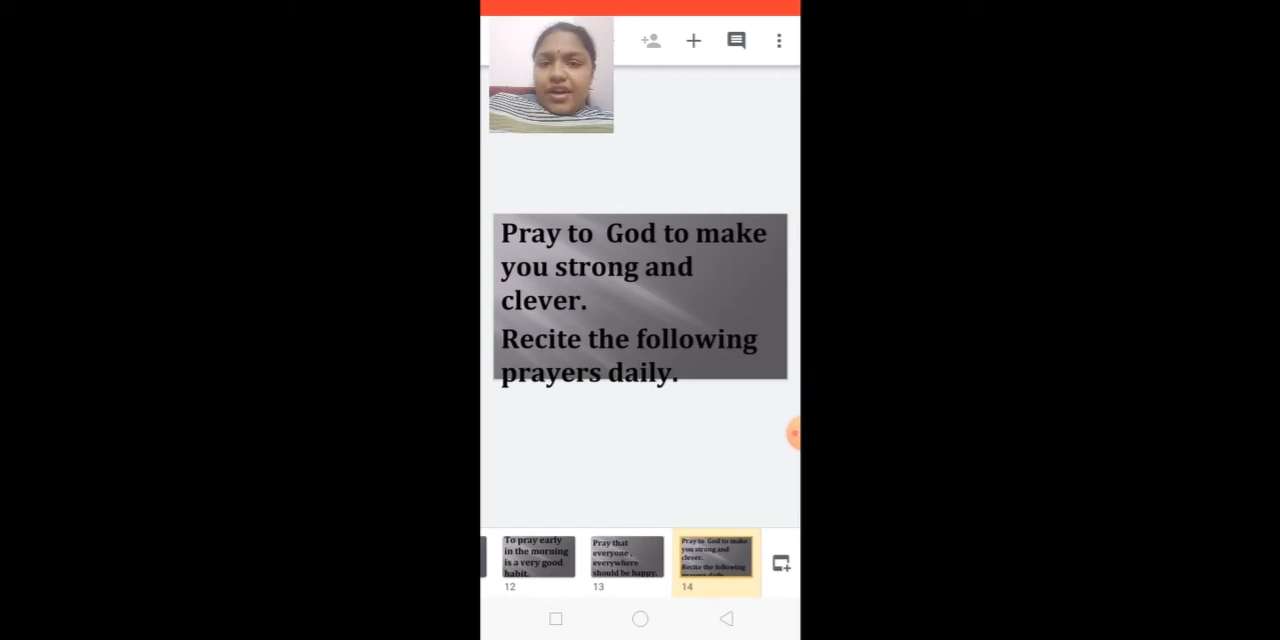 Pray to  God to make
you strong and
clever.
Recite the following
prayers daily.
To pray early
in the morning
is a very good
habit.
12
Pray that
everyone ,
everywhere
should be happy.
13
Pray to  God to make
you strong and
clever.
Recite the following
prayers daily.
14